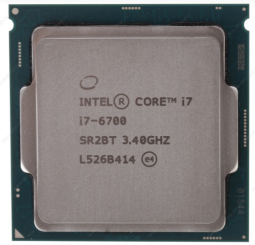 INTEL® CORE™ i7
i7-6700
SR2BT 3.40GHZ
L526B414 e4